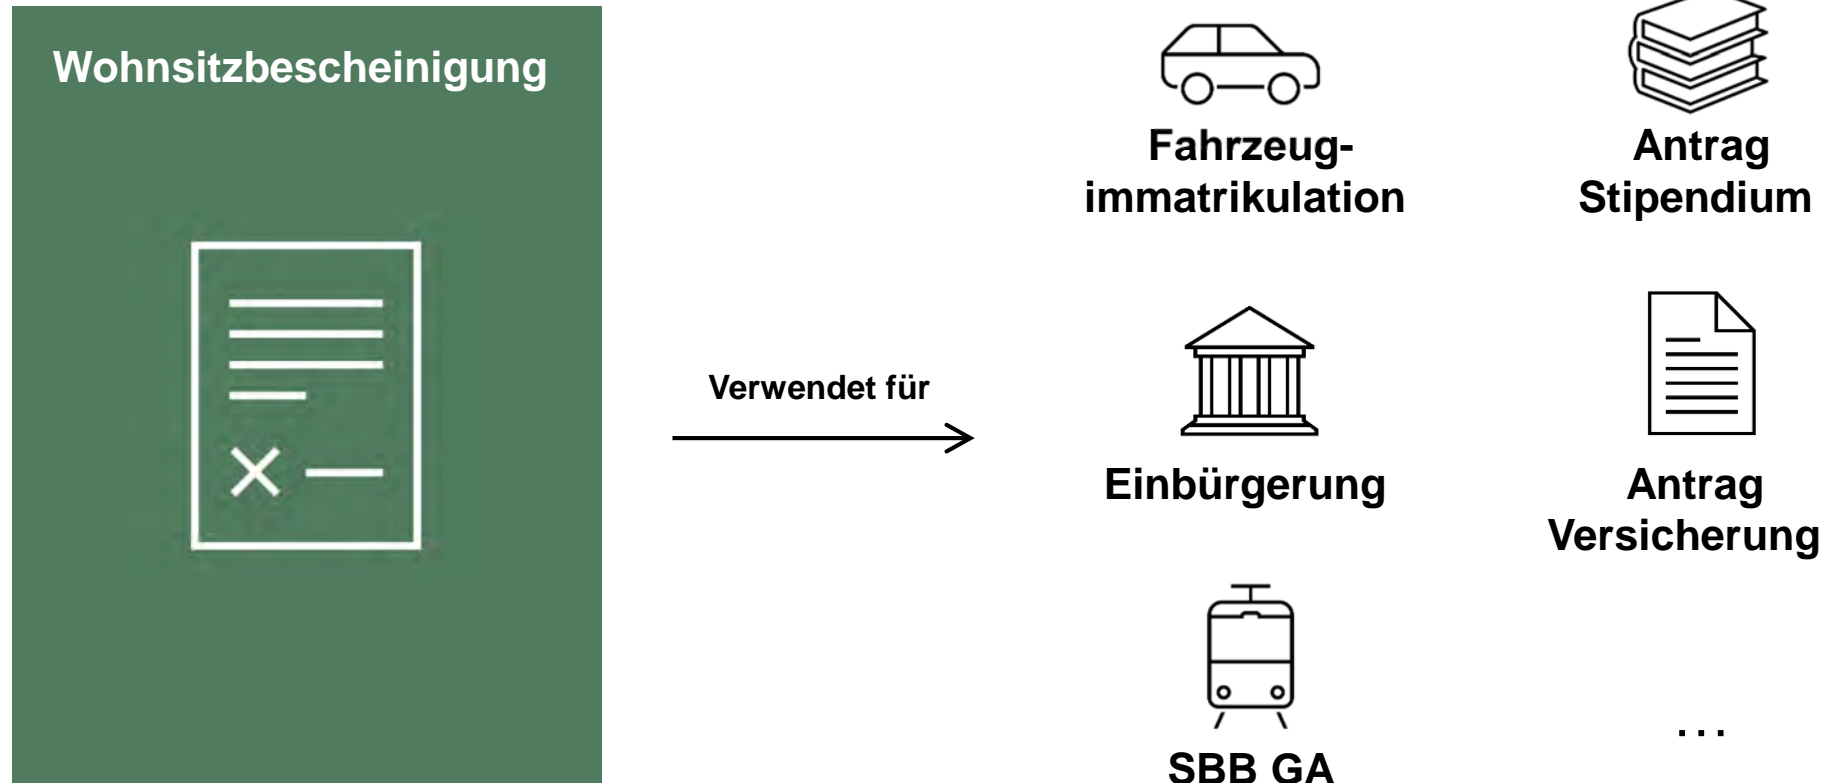 Wohnsitzbescheinigung
Verwendet für
Fahrzeug-
immatrikulation
Antrag
Stipendium
Einbürgerung
Antrag
Versicherung
SBB GA
…